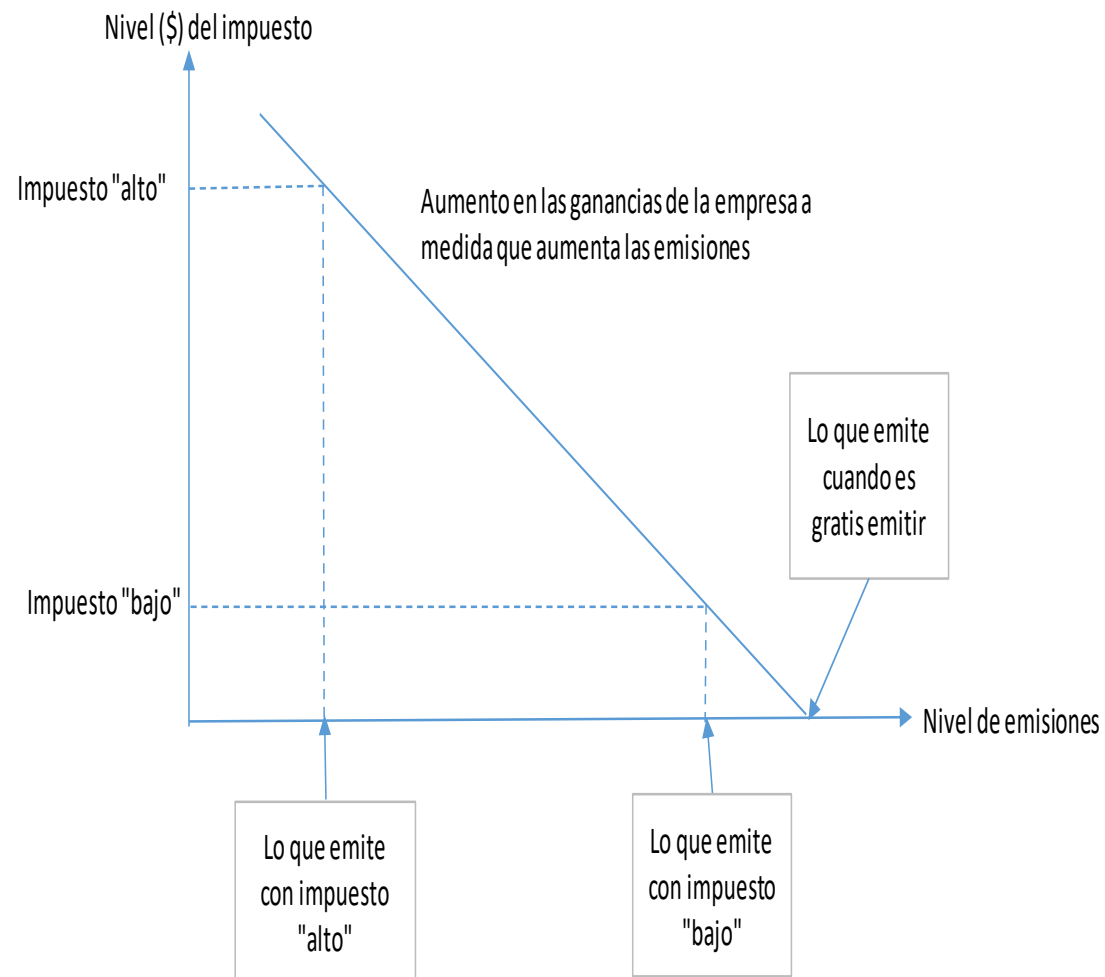 Nivel ($) del impuesto
Impuesto "alto"
Aumento en las ganancias de la empresa a
medida que aumenta las emisiones
Lo que emite
cuando es
gratis emitir
Impuesto "bajo"
Nivel de emisiones
Lo que emite
con impuesto
"alto"
Lo que emite
con impuesto
"bajo"